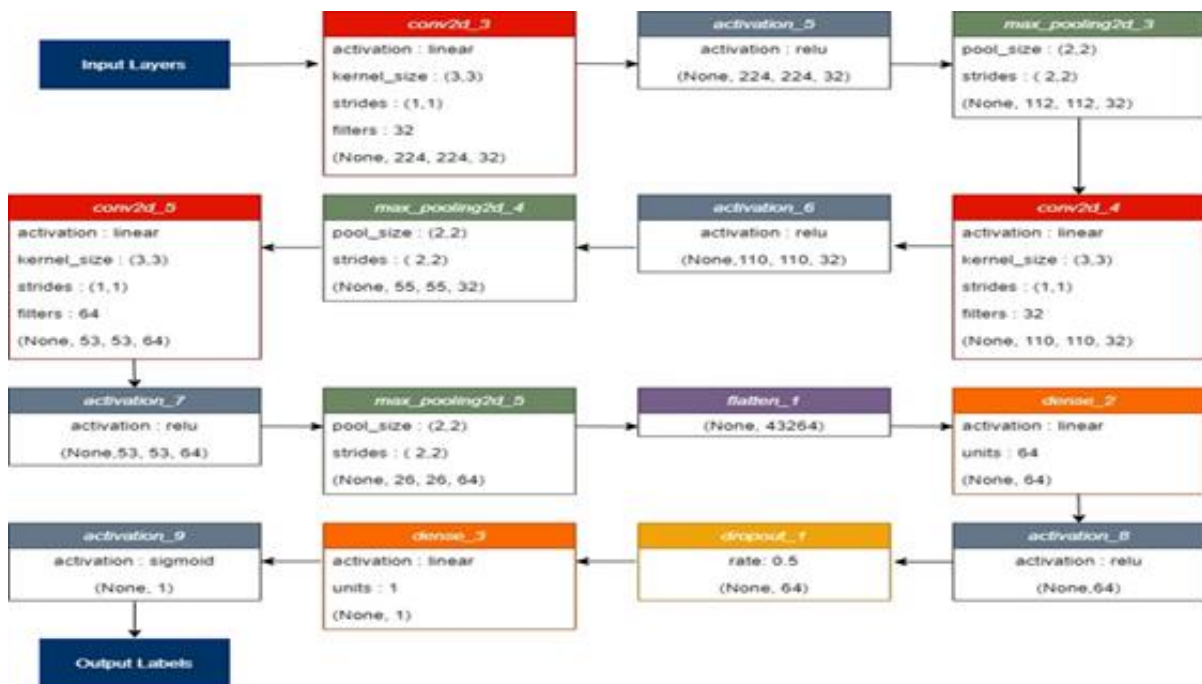 Input Layers
conv2d_3
activation : linear
kernel_size : (3,3)
strides : (1,1)
filters : 32
(None, 224, 224, 32)
activation_5
activation : relu
(None, 224, 224, 32)
max_pooling2d_3
pool_size : (2,2)
strides : ( 2,2)
(None, 112, 112, 32)
conv2d_4
activation : linear
kernel_size : (3,3)
strides : (1,1)
filters : 32
(None, 110, 110, 32)
activation_6
activation : relu
(None,110, 110, 32)
max_pooling2d_4
pool_size : (2,2)
strides : ( 2,2)
(None, 55, 55, 32)
conv2d_5
activation : linear
kernel_size : (3,3)
strides : (1,1)
filters : 64
(None, 53, 53, 64)
activation_7
activation : relu
(None,53, 53, 64)
max_pooling2d_5
pool_size : (2,2)
strides : ( 2,2)
(None, 26, 26, 64)
flatten_1
(None, 43264)
dense_2
activation : linear
units : 64
(None, 64)
activation_8
activation : relu
(None,64)
dropout_1
rate: 0.5
(None, 64)
dense_3
activation : linear
units : 1
(None, 1)
activation_9
activation : sigmoid
(None, 1)
Output Labels